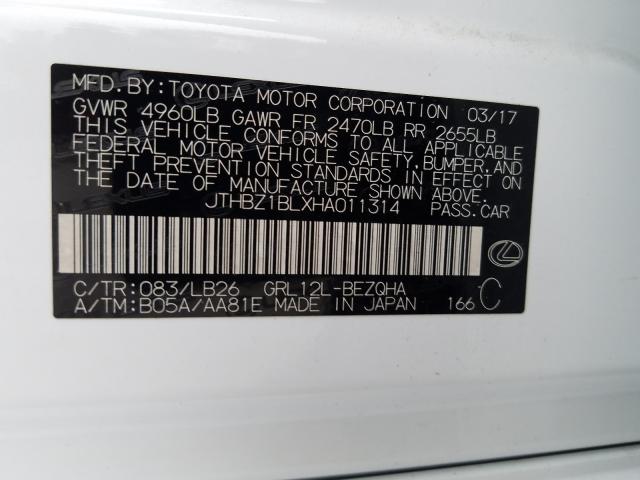 MFD.BY:TOYOTA MOTOR CORPORATION 03/17
GVWR 4960LB GAWR FR 2470LB RR 2655LB
THIS VEHICLE CONFORMS TO ALL APPLICABLE
FEDERAL MOTOR VEHICLE SAFETY,BUMPER,AND
THEFT PREVENTION STANDARDS IN EFFECT ON
THE DATE OF MANUFACTURE SHOWN ABOVE.
JTHBZ1BLXHA011314 PASS.CAR
C/TR:083/LB26 GRL12L-BEZQHA
A/TM:B05A/AA81E MADE IN JAPAN 166 C